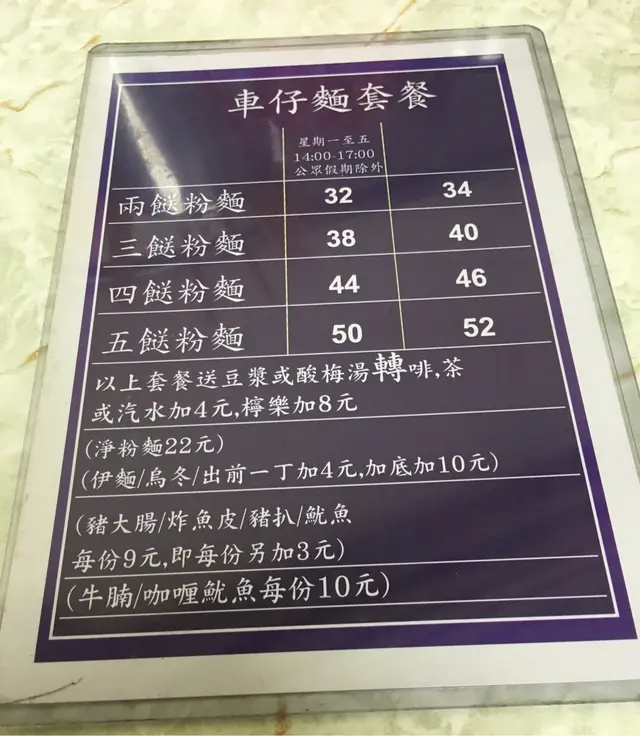 車仔麵套餐
星期一至五
14:00-17:00
公眾假期除外
兩餸粉麵 32 34
三餸粉麵 38 40
四餸粉麵 44 46
五餸粉麵 50 52
以上套餐送豆漿或酸梅湯轉啡,茶
或汽水加4元,檸樂加8元
(淨粉麵22元)
(伊麵/烏冬/出前一丁加4元,加底加10元)
(豬大腸/炸魚皮/豬扒/魷魚
每份9元,即每份另加3元)
(牛腩/咖喱魷魚每份10元)